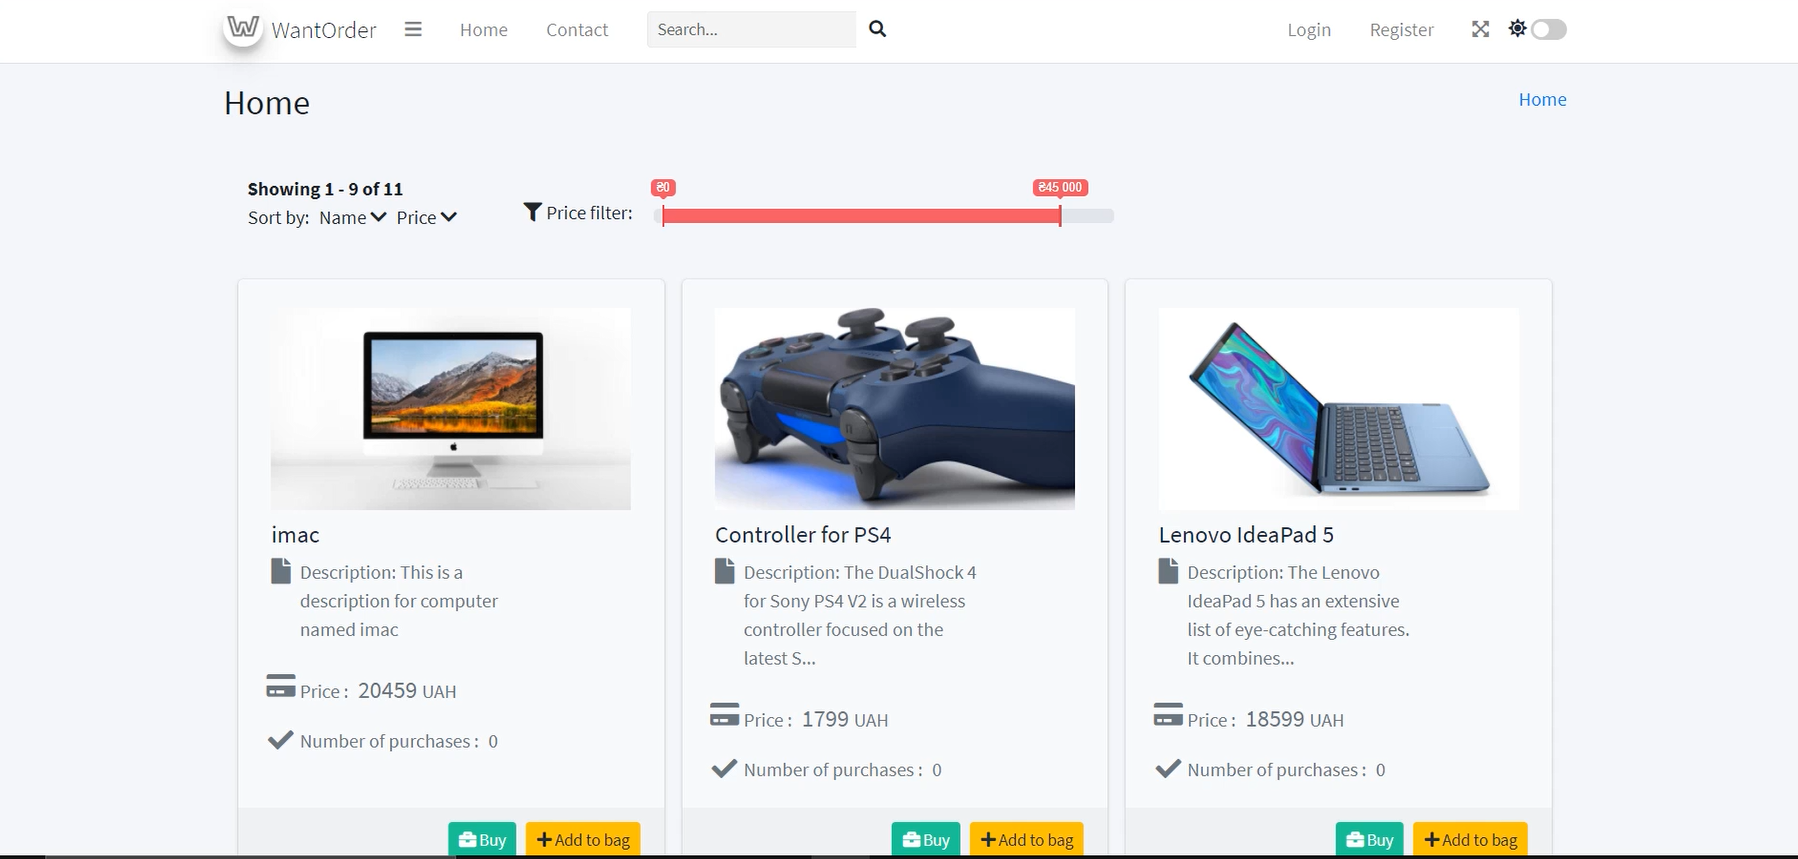 W WantOrder Home Contact Search... Login Register
Home Home
Showing 1 - 9 of 11
Sort by: Name Price
Price filter:
₴0 ₴45 000
imac
Description: This is a
description for computer
named imac
Price : 20459 UAH
Number of purchases : 0
Buy Add to bag
Controller for PS4
Description: The DualShock 4
for Sony PS4 V2 is a wireless
controller focused on the
latest S...
Price : 1799 UAH
Number of purchases : 0
Buy Add to bag
Lenovo IdeaPad 5
Description: The Lenovo
IdeaPad 5 has an extensive
list of eye-catching features.
It combines...
Price : 18599 UAH
Number of purchases : 0
Buy Add to bag